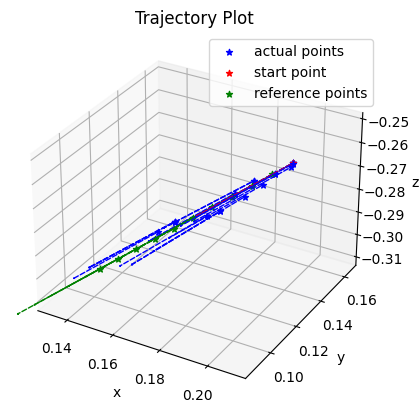 Trajectory Plot
actual points
start point
reference points
−0.25
−0.26
−0.27
−0.28
−0.29
−0.30
−0.31
z
0.16
0.14
0.12
0.10
y
0.14
0.16
0.18
0.20
x